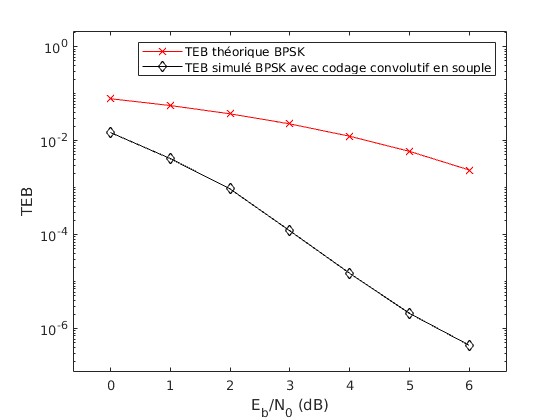 TEB théorique BPSK
TEB simulé BPSK avec codage convolutif en souple
10^0
10^-2
10^-4
10^-6
TEB
0 1 2 3 4 5 6
E_b/N_0 (dB)